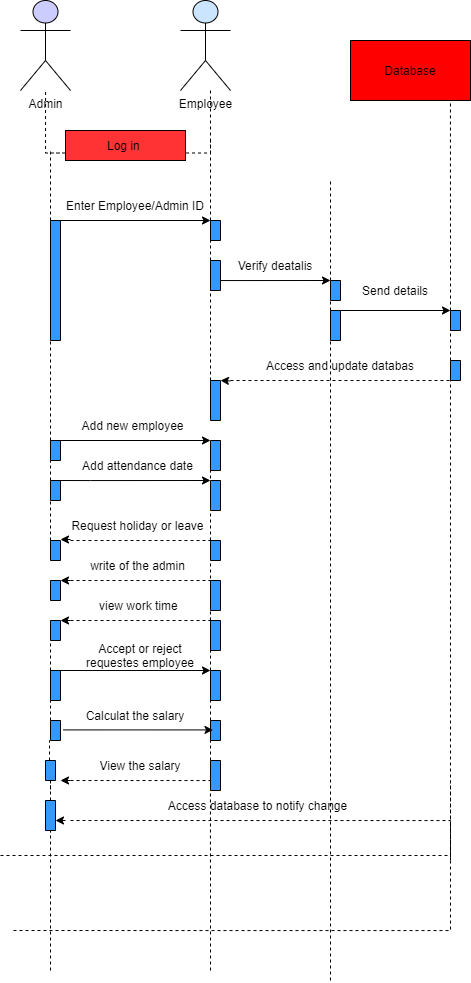 Admin
Employee
Database
Log in
Enter Employee/Admin ID
Verify deatalis
Send details
Access and update databas
Add new employee
Add attendance date
Request holiday or leave
write of the admin
view work time
Accept or reject
requestes employee
Calculat the salary
View the salary
Access database to notify change